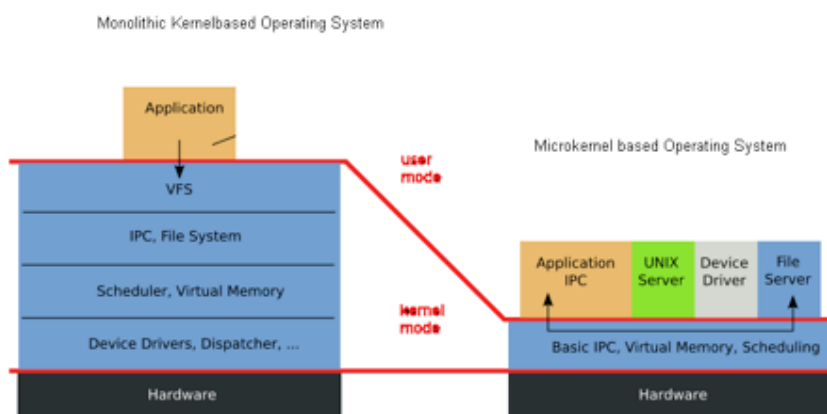 Monolithic Kernelbased Operating System
Application
VFS
IPC, File System
Scheduler, Virtual Memory
Device Drivers, Dispatcher, ...
Hardware
user
mode
kernel
mode
Microkernel based Operating System
Application
IPC
UNIX
Server
Device
Driver
File
Server
Basic IPC, Virtual Memory, Scheduling
Hardware